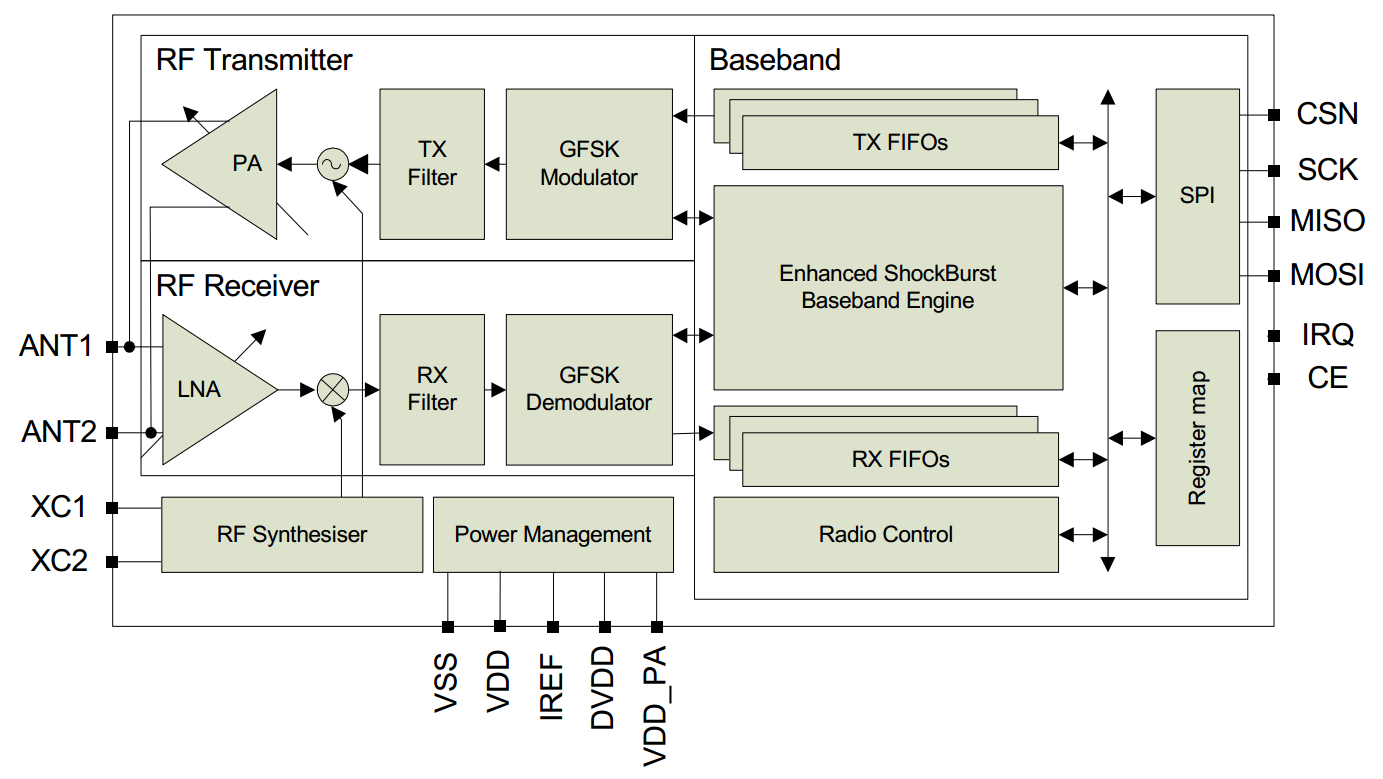 RF Transmitter
Baseband
PA
TX
Filter
GFSK
Modulator
TX FIFOs
SPI
CSN
SCK
MISO
MOSI
IRQ
CE
Enhanced ShockBurst
Baseband Engine
RF Receiver
ANT1
ANT2
LNA
RX
Filter
GFSK
Demodulator
RX FIFOs
Register map
XC1
XC2
RF Synthesiser
Power Management
Radio Control
VSS
VDD
IREF
DVDD
VDD_PA